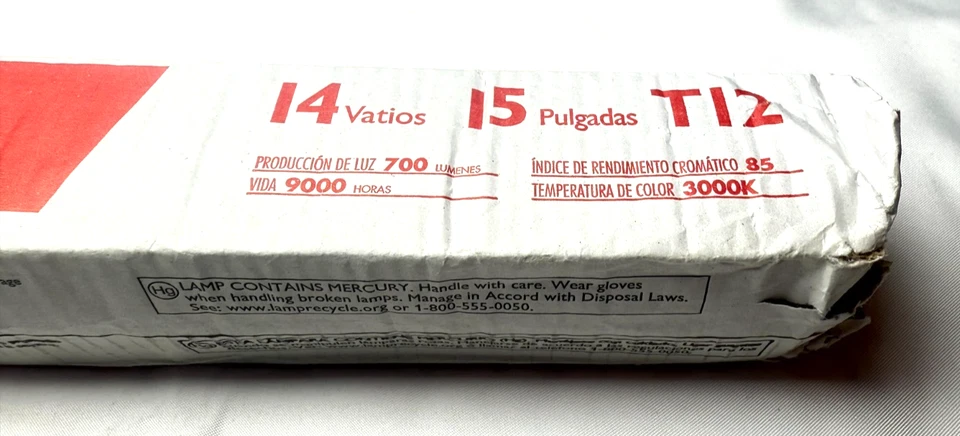 14 Vatios 15 Pulgadas T12
PRODUCCIÓN DE LUZ 700 LUMENES
VIDA 9000 HORAS
ÍNDICE DE RENDIMIENTO CROMÁTICO 85
TEMPERATURA DE COLOR 3000K
Hg LAMP CONTAINS MERCURY. Handle with care. Wear gloves
when handling broken lamps. Manage in Accord with Disposal Laws.
See: www.lamprecycle.org or 1-800-555-0050.